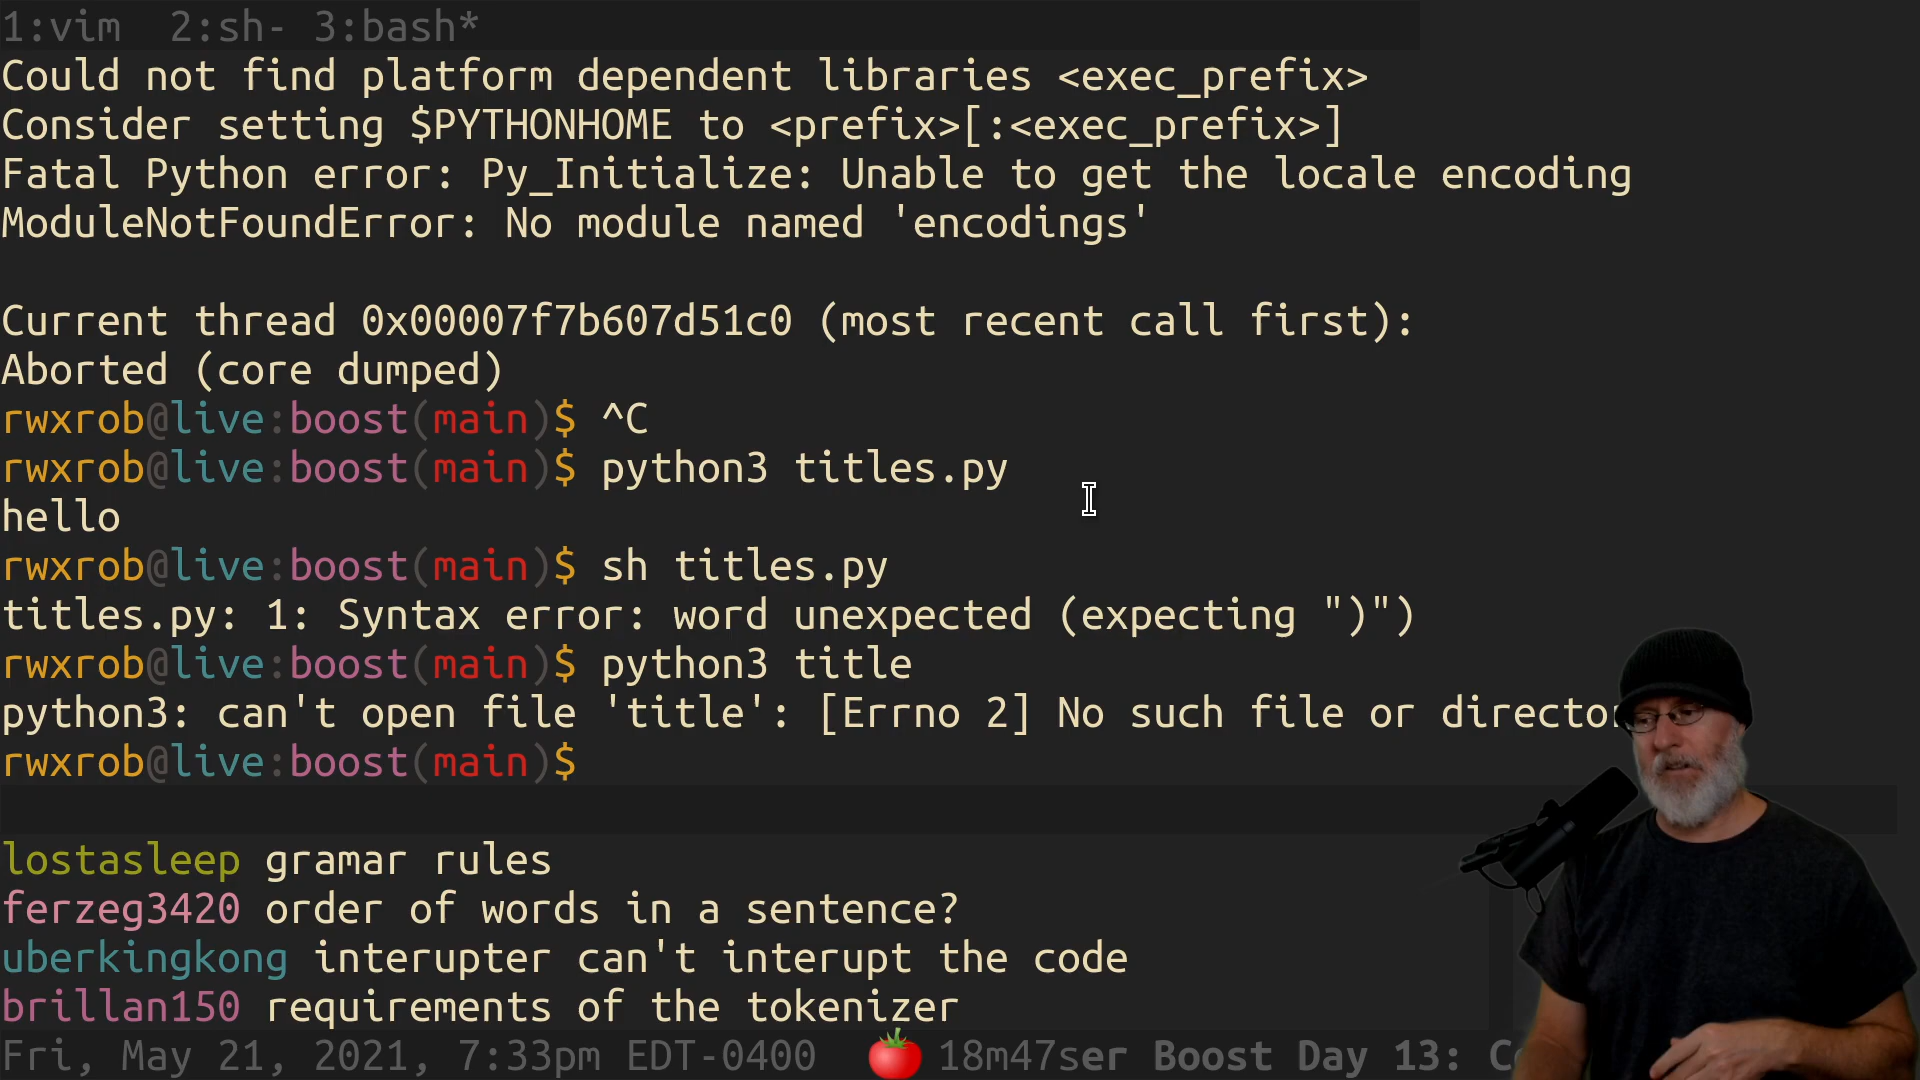 1:vim  2:sh- 3:bash*
Could not find platform dependent libraries <exec_prefix>
Consider setting $PYTHONHOME to <prefix>[:<exec_prefix>]
Fatal Python error: Py_Initialize: Unable to get the locale encoding
ModuleNotFoundError: No module named 'encodings'
Current thread 0x00007f7b607d51c0 (most recent call first):
Aborted (core dumped)
rwxrob@live:boost(main)$ ^C
rwxrob@live:boost(main)$ python3 titles.py
hello
rwxrob@live:boost(main)$ sh titles.py
titles.py: 1: Syntax error: word unexpected (expecting ")")
rwxrob@live:boost(main)$ python3 title
python3: can't open file 'title': [Errno 2] No such file or directo
rwxrob@live:boost(main)$
lostasleep gramar rules
ferzeg3420 order of words in a sentence?
uberkingkong interupter can't interupt the code
brillan150 requirements of the tokenizer
Fri, May 21, 2021, 7:33pm EDT-0400 🍅 18m47ser Boost Day 13: C